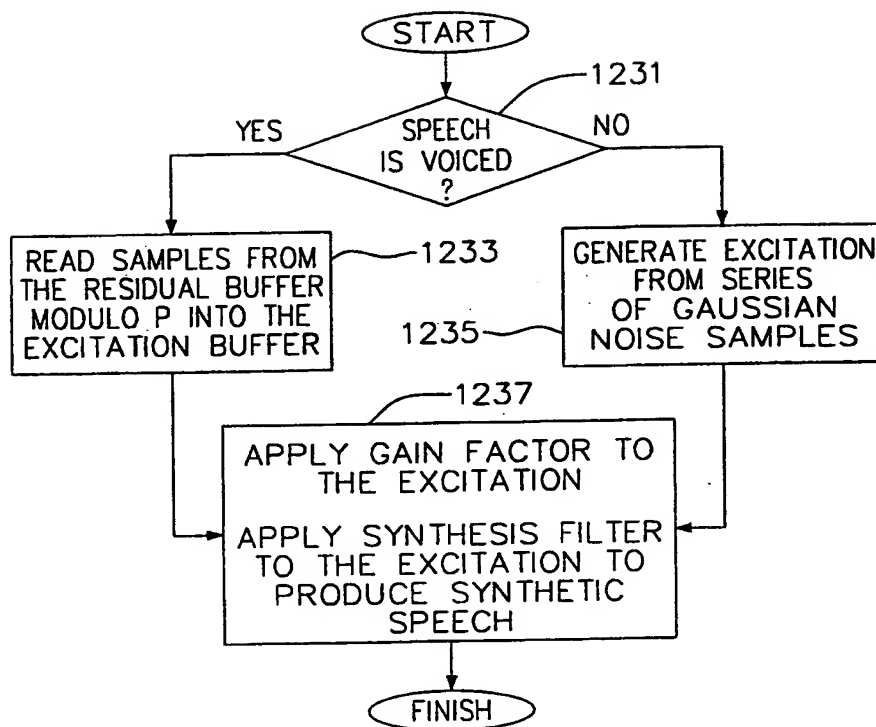 START
1231
YES
SPEECH
IS VOICED
?
NO
READ SAMPLES FROM
THE RESIDUAL BUFFER
MODULO P INTO THE
EXCITATION BUFFER
1233
GENERATE EXCITATION
FROM SERIES
OF GAUSSIAN
NOISE SAMPLES
1235
1237
APPLY GAIN FACTOR TO
THE EXCITATION
APPLY SYNTHESIS FILTER
TO THE EXCITATION TO
PRODUCE SYNTHETIC
SPEECH
FINISH